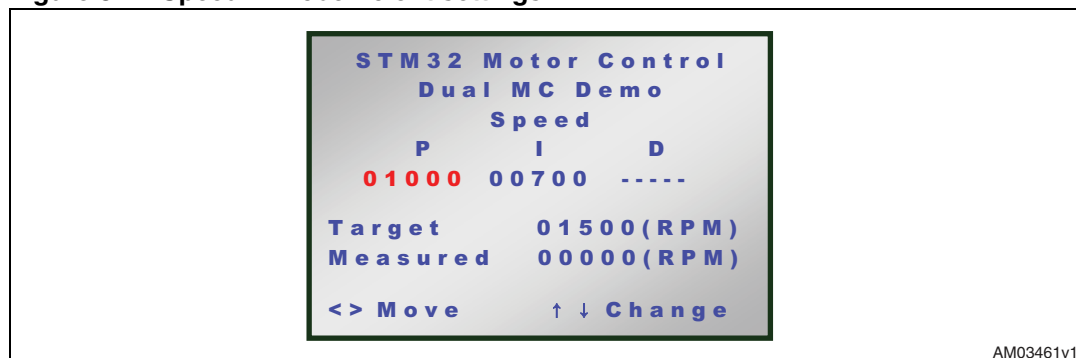 STM32 Motor Control
Dual MC Demo
Speed
P I D
01000 00700 -----
Target 01500(RPM)
Measured 00000(RPM)
<> Move ↑ ↓ Change
AM03461v1